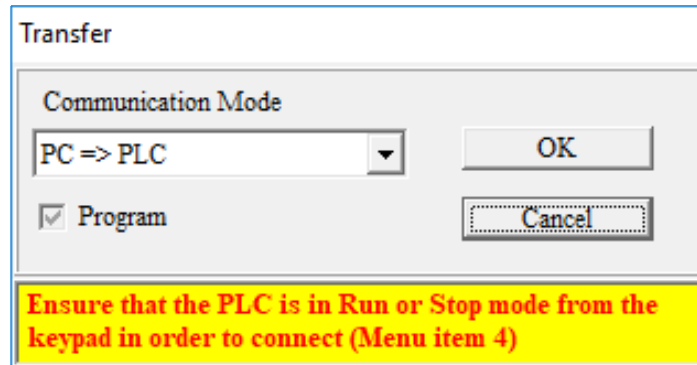 Transfer
Communication Mode
PC => PLC
OK
Program
Cancel
Ensure that the PLC is in Run or Stop mode from the
keypad in order to connect (Menu item 4)